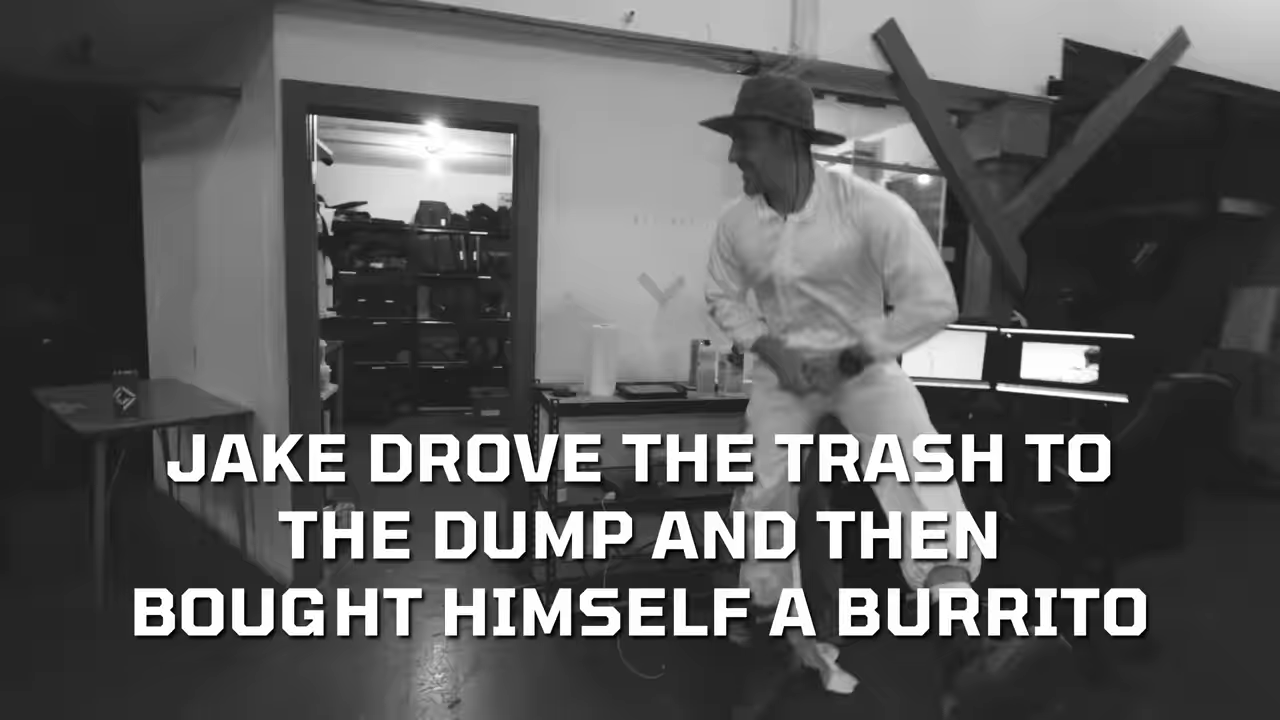 JAKE DROVE THE TRASH TO
THE DUMP AND THEN
BOUGHT HIMSELF A BURRITO